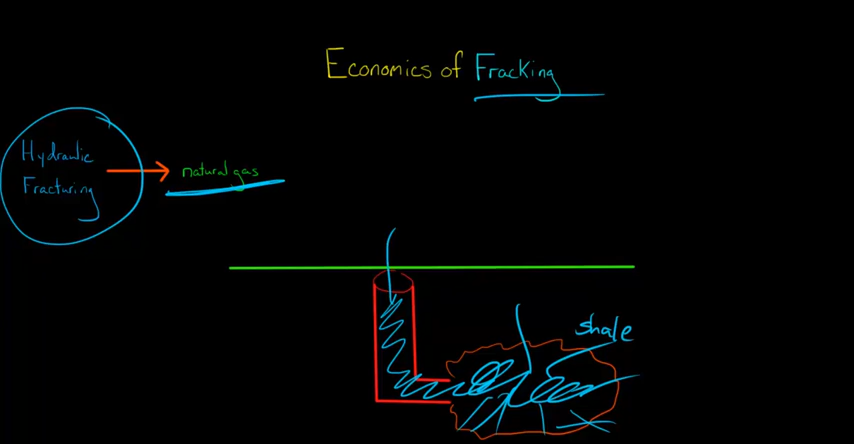 Economics of Fracking
Hydraulic
Fracturing
natural gas
shale